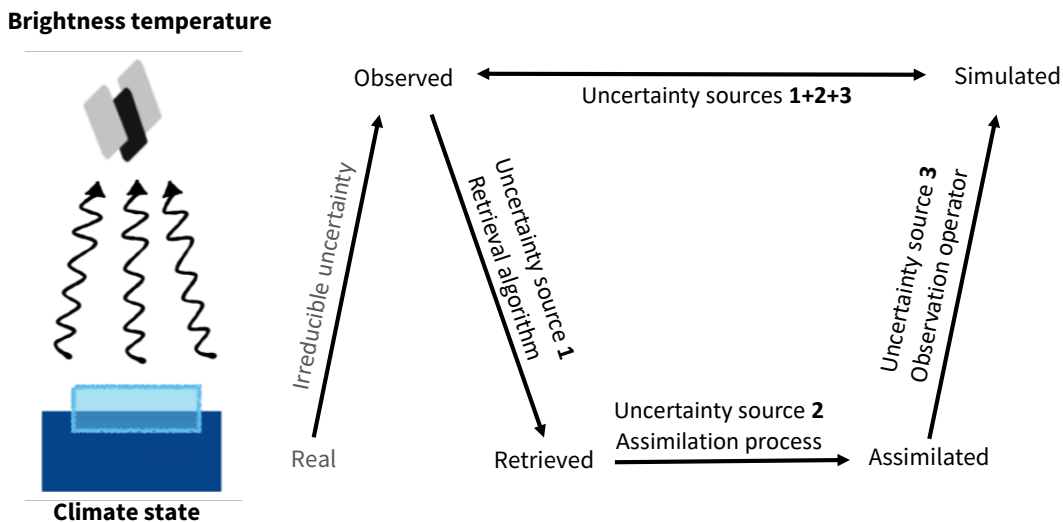 Brightness temperature
Observed
Simulated
Uncertainty sources 1+2+3
Irreducible uncertainty
Uncertainty source 1
Retrieval algorithm
Uncertainty source 3
Observation operator
Uncertainty source 2
Assimilation process
Real
Retrieved
Assimilated
Climate state